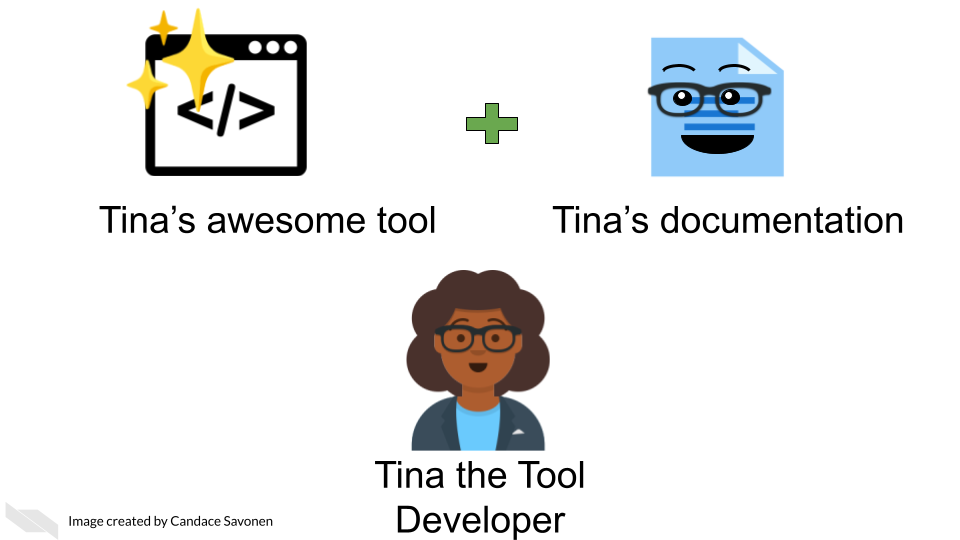 </>
Tina’s awesome tool
Tina’s documentation
Tina the Tool
Developer
Image created by Candace Savonen